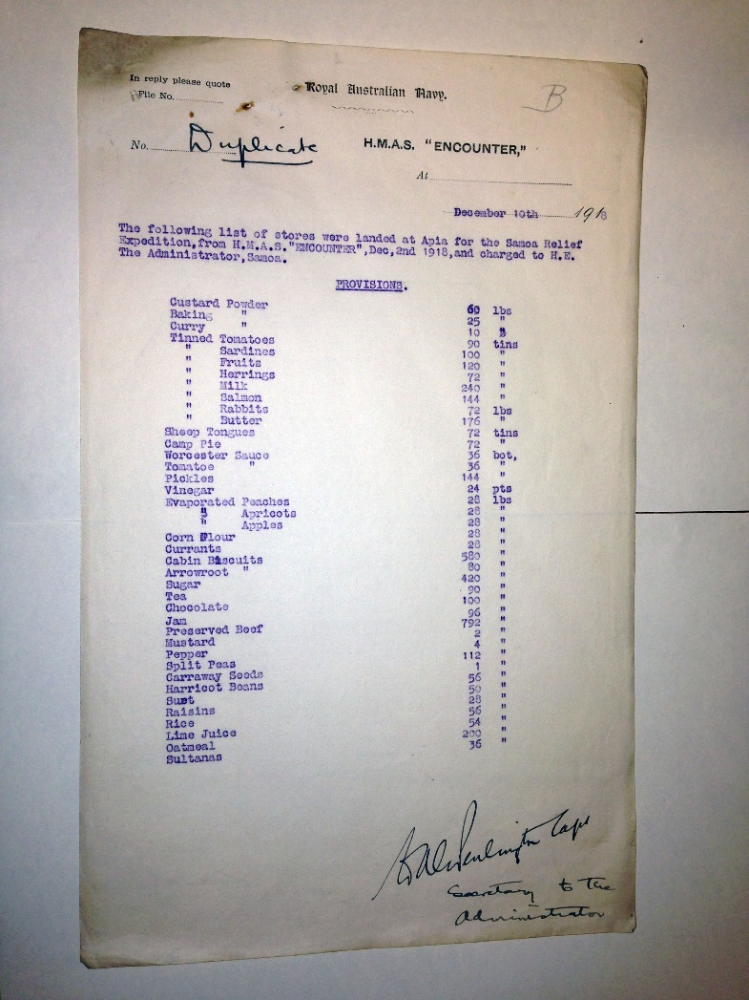 In reply please quote
File No.
Royal Australian Navy.
B
No. Duplicate
H.M.A.S. "ENCOUNTER,"
At
December 10th 1918
The following list of stores were landed at Apia for the Samoa Relief
Expedition,from H.M.A.S."ENCOUNTER",Dec,2nd 1918,and charged to H.E.
The Administrator,Samoa.
PROVISIONS.
Custard Powder 60 lbs
Baking " 25 "
Curry " 10 "
Tinned Tomatoes 90 tins
" Sardines 100 "
" Fruits 120 "
" Herrings 72 "
" Milk 240 "
" Salmon 144 "
" Rabbits 72 lbs
" Butter 176 "
Sheep Tongues 72 tins
Camp Pie 72 "
Worcester Sauce 36 bot,
Tomatoe " 36 "
Pickles 144 "
Vinegar 24 pts
Evaporated Peaches 28 lbs
" Apricots 28 "
" Apples 28 "
Corn Flour 28 "
Currants 28 "
Cabin Biscuits 580 "
Arrowroot " 80 "
Sugar 420 "
Tea 90 "
Chocolate 100 "
Jam 96 "
Preserved Beef 792 "
Mustard 2 "
Pepper 4 "
Split Peas 112 "
Carraway Seeds 1 "
Harricot Beans 56 "
Suet 50 "
Raisins 28 "
Rice 56 "
Lime Juice 54 "
Oatmeal 200 "
Sultanas 36 "
Capt
Secretary to the
Administrator